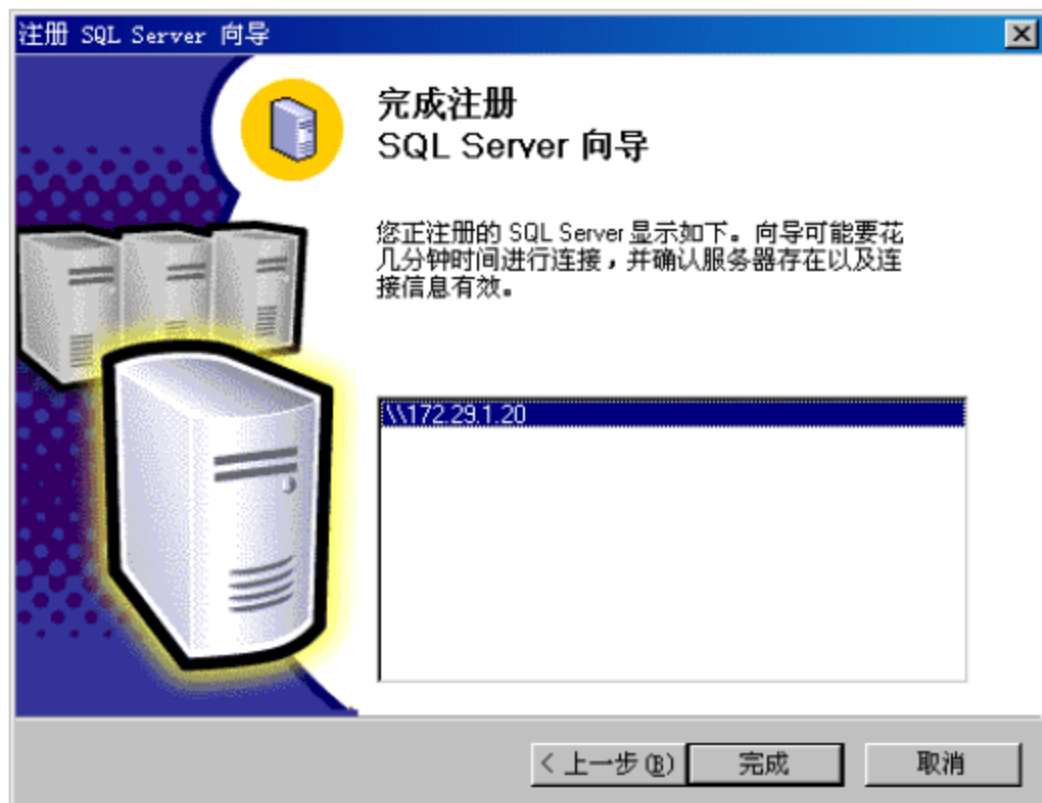 注册 SQL Server 向导
完成注册
SQL Server 向导
您正注册的 SQL Server 显示如下。向导可能要花
几分钟时间进行连接，并确认服务器存在以及连
接信息有效。
\\172.29.1.20
< 上一步(B)
完成
取消